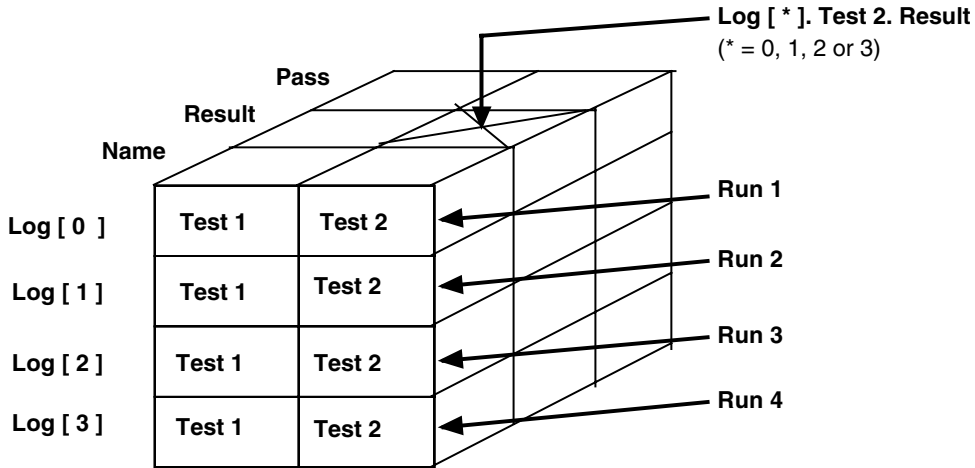 Log [ * ]. Test 2. Result
(* = 0, 1, 2 or 3)
Pass
Result
Name
Log [ 0 ] Test 1 Test 2 Run 1
Log [ 1 ] Test 1 Test 2 Run 2
Log [ 2 ] Test 1 Test 2 Run 3
Log [ 3 ] Test 1 Test 2 Run 4